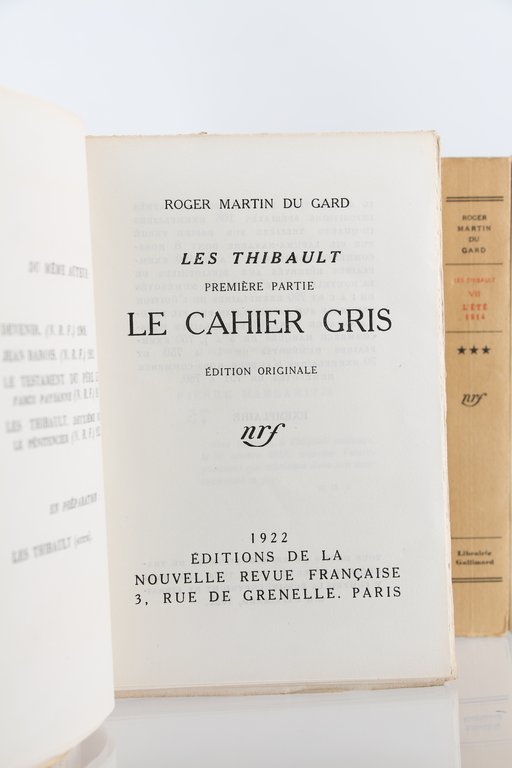 DU MÊME AUTEUR
DEVENIR. (N. R. F.)
JEAN BAROIS. (N. R. F.)
LE TESTAMENT DU PÈRE
LES THIBAULT.
LE PÉNITENCIER (N. R. F.)
EN PRÉPARATION
LES THIBAULT
ROGER MARTIN DU GARD
LES THIBAULT
PREMIÈRE PARTIE
LE CAHIER GRIS
ÉDITION ORIGINALE
nrf
1922
ÉDITIONS DE LA
NOUVELLE REVUE FRANÇAISE
3, RUE DE GRENELLE. PARIS
ROGER
MARTIN
DU
GARD
LES THIBAULT
VII
L'ÉTÉ
1914
★★★
nrf
Librairie
Gallimard